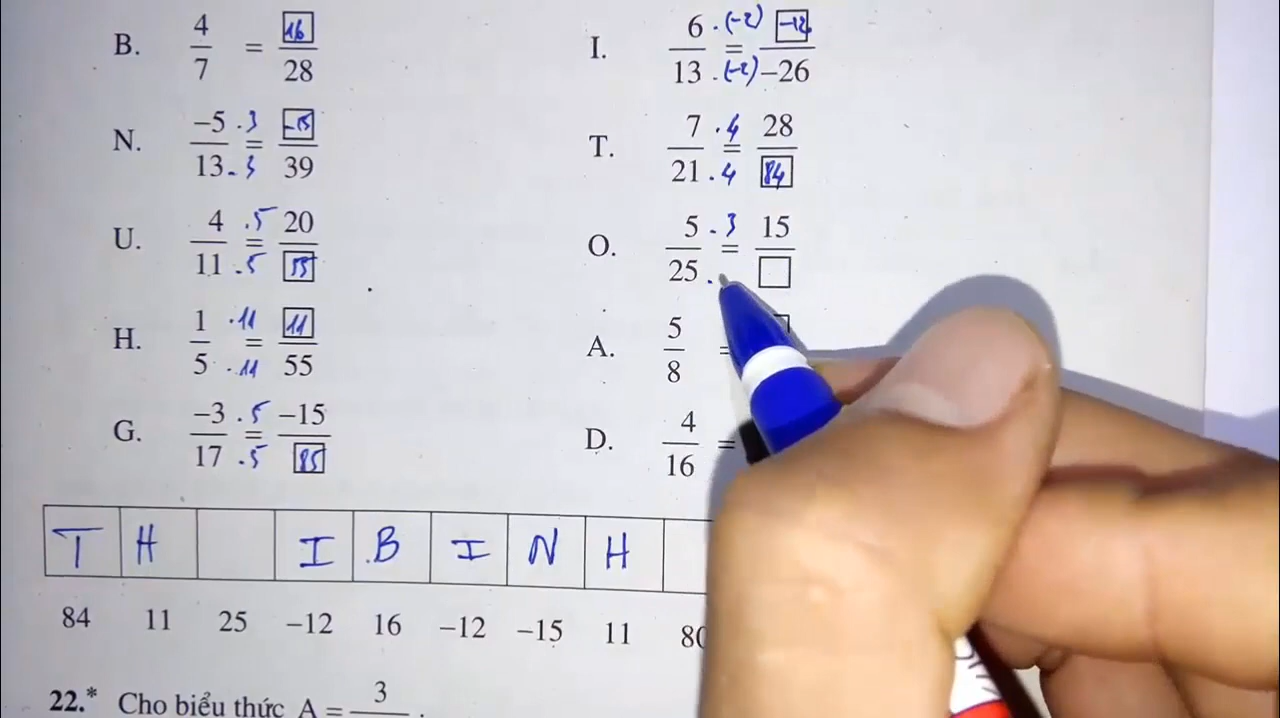 B. 4/7 = 16/28
I. 6 . (-2) / 13 . (-2) = -12/–26
N. –5 . 3 / 13 . 3 = -15/39
T. 7 . 4 / 21 . 4 = 28/84
U. 4 . 5 / 11 . 5 = 20/55
O. 5 . 3 / 25 . = 15/□
H. 1 . 11 / 5 . 11 = 11/55
A. 5/8 =
G. –3 . 5 / 17 . 5 = –15/85
D. 4/16 =
T H I B I N H
84 11 25 –12 16 –12 –15 11
22.* Cho biểu thức A = 3